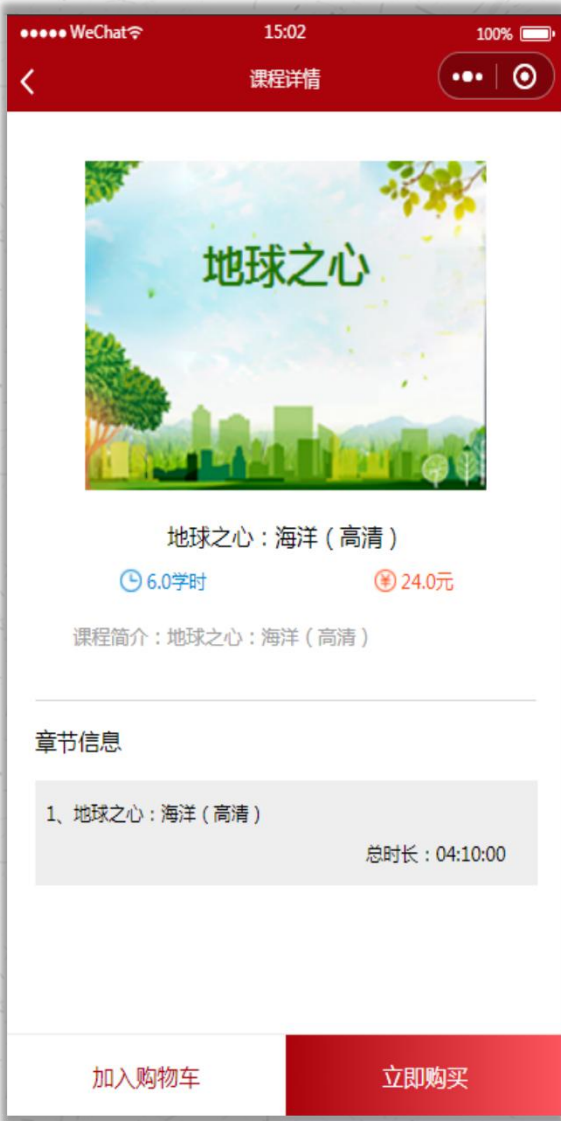 WeChat 15:02 100%
课程详情
地球之心
地球之心：海洋（高清）
6.0学时 ¥ 24.0元
课程简介：地球之心：海洋（高清）
章节信息
1、地球之心：海洋（高清）
总时长：04:10:00
加入购物车 立即购买